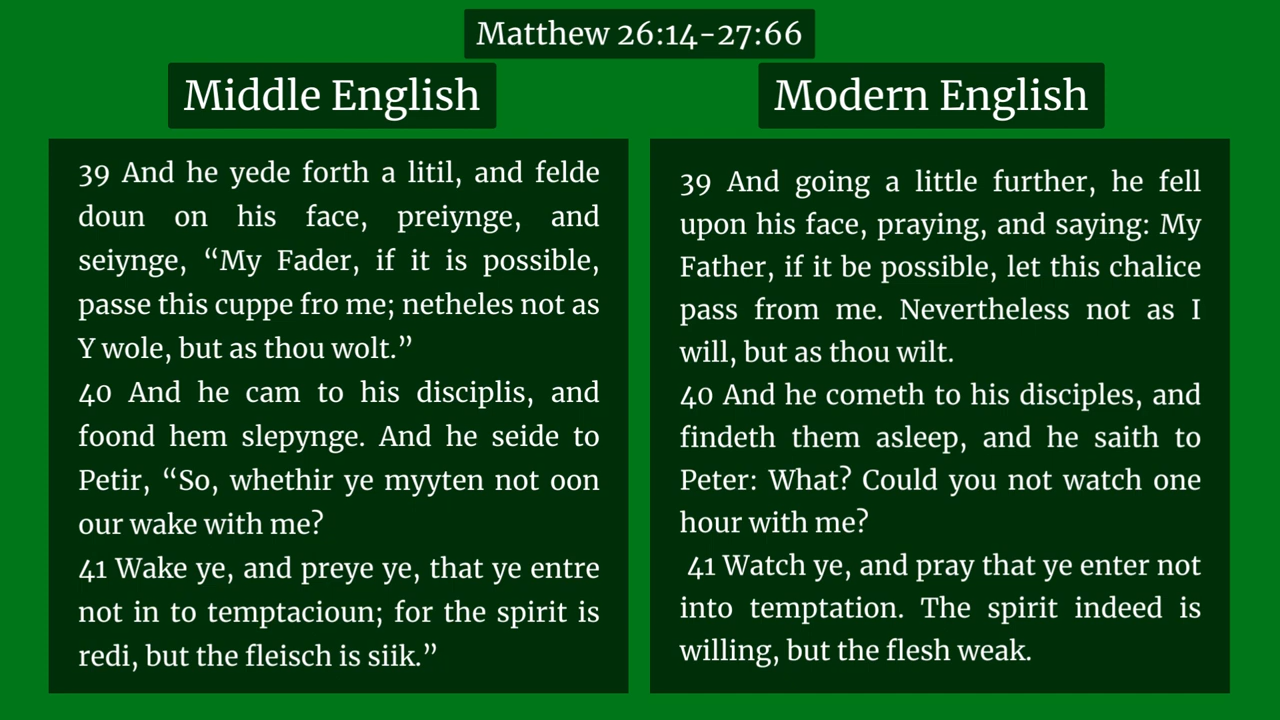 Matthew 26:14-27:66
Middle English
39 And he yede forth a litil, and felde
doun on his face, preiynge, and
seiynge, “My Fader, if it is possible,
passe this cuppe fro me; netheles not as
Y wole, but as thou wolt.”
40 And he cam to his disciplis, and
foond hem slepynge. And he seide to
Petir, “So, whethir ye myyten not oon
our wake with me?
41 Wake ye, and preye ye, that ye entre
not in to temptacioun; for the spirit is
redi, but the fleisch is siik.”
Modern English
39 And going a little further, he fell
upon his face, praying, and saying: My
Father, if it be possible, let this chalice
pass from me. Nevertheless not as I
will, but as thou wilt.
40 And he cometh to his disciples, and
findeth them asleep, and he saith to
Peter: What? Could you not watch one
hour with me?
41 Watch ye, and pray that ye enter not
into temptation. The spirit indeed is
willing, but the flesh weak.